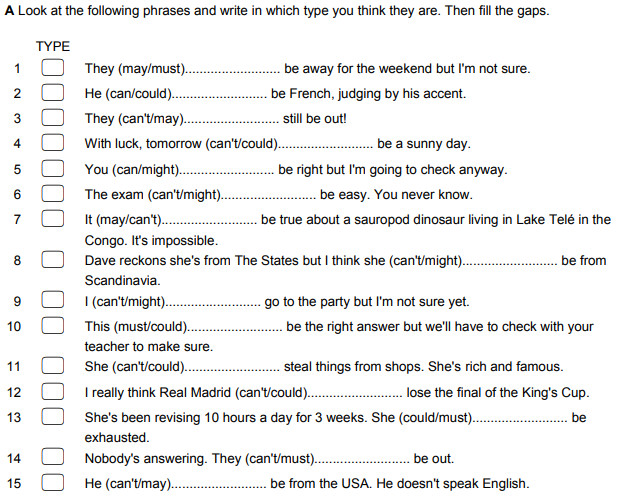 A Look at the following phrases and write in which type you think they are. Then fill the gaps.
TYPE
1 They (may/must).......................... be away for the weekend but I'm not sure.
2 He (can/could).......................... be French, judging by his accent.
3 They (can't/may).......................... still be out!
4 With luck, tomorrow (can't/could).......................... be a sunny day.
5 You (can/might).......................... be right but I'm going to check anyway.
6 The exam (can't/might).......................... be easy. You never know.
7 It (may/can't).......................... be true about a sauropod dinosaur living in Lake Telé in the
Congo. It's impossible.
8 Dave reckons she's from The States but I think she (can't/might).......................... be from
Scandinavia.
9 I (can't/might).......................... go to the party but I'm not sure yet.
10 This (must/could).......................... be the right answer but we'll have to check with your
teacher to make sure.
11 She (can't/could).......................... steal things from shops. She's rich and famous.
12 I really think Real Madrid (can't/could).......................... lose the final of the King's Cup.
13 She's been revising 10 hours a day for 3 weeks. She (could/must).......................... be
exhausted.
14 Nobody's answering. They (can't/must).......................... be out.
15 He (can't/may).......................... be from the USA. He doesn't speak English.